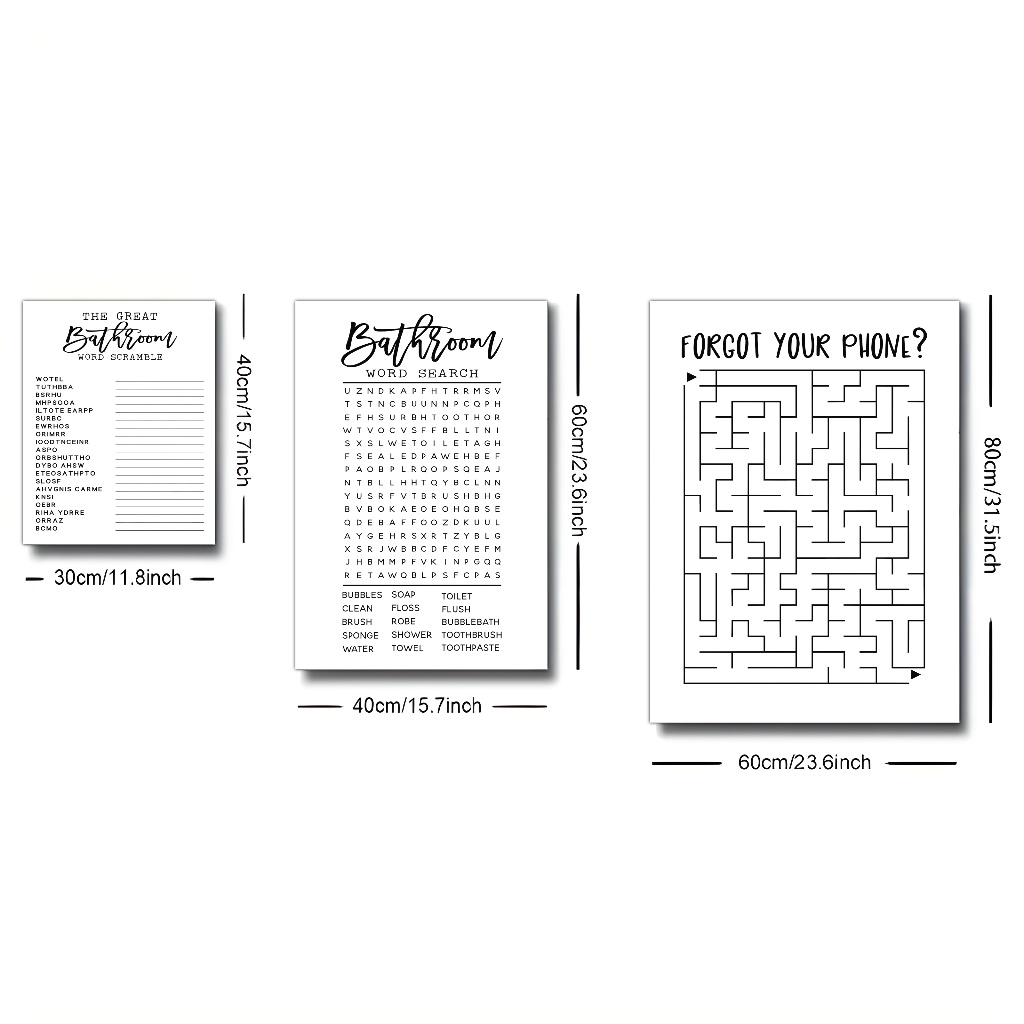 THE GREAT
Bathroom
WORD SCRAMBLE
WOTEL
TUTHBBA
BSRHU
MHPSOOA
ILTOTE EARPP
SURBC
EWRHOS
ORIMRR
IOODTNCEINR
ASPO
ORBSHUTTHO
DYBO AHSW
ETEOSATHPTO
SLOSF
AHVGNIS CARME
KNSI
OEBR
RIHA YDRRE
ORRAZ
BCMO
40cm/15.7inch
30cm/11.8inch
Bathroom
WORD SEARCH
U Z N D K A P F H T R R M S V
T S T N C B U U N N P C Q P H
E F H S U R B H T O O T H O R
W T V O C V S F F B L L T N I
S X S L W E T O I L E T A G H
F S E A L E D P A W E H B E F
P A O B P L R Q O P S Q E A J
N T B L L H H T Q Y B C L N N
Y U S R F V T B R U S H B H G
B V B O K A E O E O H Q B S E
Q D E B A F F O O Z D K U U L
A Y G E H R S X R T Z Y B L G
X S R J W B B C D F C Y E F M
J H B M M P F V K I N P G Q Q
R E T A W Q B L P S F C P A S
BUBBLES SOAP TOILET
CLEAN FLOSS FLUSH
BRUSH ROBE BUBBLEBATH
SPONGE SHOWER TOOTHBRUSH
WATER TOWEL TOOTHPASTE
60cm/23.6inch
40cm/15.7inch
FORGOT YOUR PHONE?
80cm/31.5inch
60cm/23.6inch